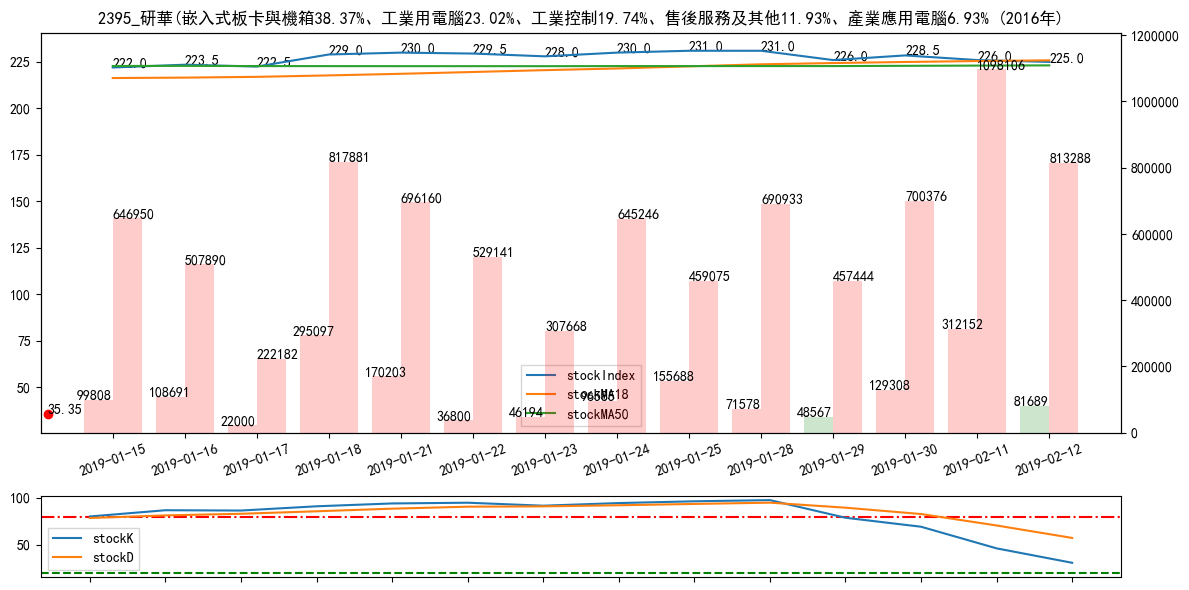 2395_研華(嵌入式板卡與機箱38.37%、工業用電腦23.02%、工業控制19.74%、售後服務及其他11.93%、產業應用電腦6.93% (2016年)
222.0 223.5 222.5 229.0 230.0 229.5 228.0 230.0 231.0 231.0 226.0 228.5 226.0 225.0
225 200 175 150 125 100 75 50
1200000 1000000 800000 600000 400000 200000 0
646950 507890 222182 817881 696160 529141 307668 645246 459075 690933 457444 700376 1098106 813288
99808 108691 22000 295097 170203 36800 46194 155688 71578 48567 129308 312152 81689
35.35
stockIndex
stockMA18
stockMA50
2019-01-15 2019-01-16 2019-01-17 2019-01-18 2019-01-21 2019-01-22 2019-01-23 2019-01-24 2019-01-25 2019-01-28 2019-01-29 2019-01-30 2019-02-11 2019-02-12
100
50
stockK
stockD